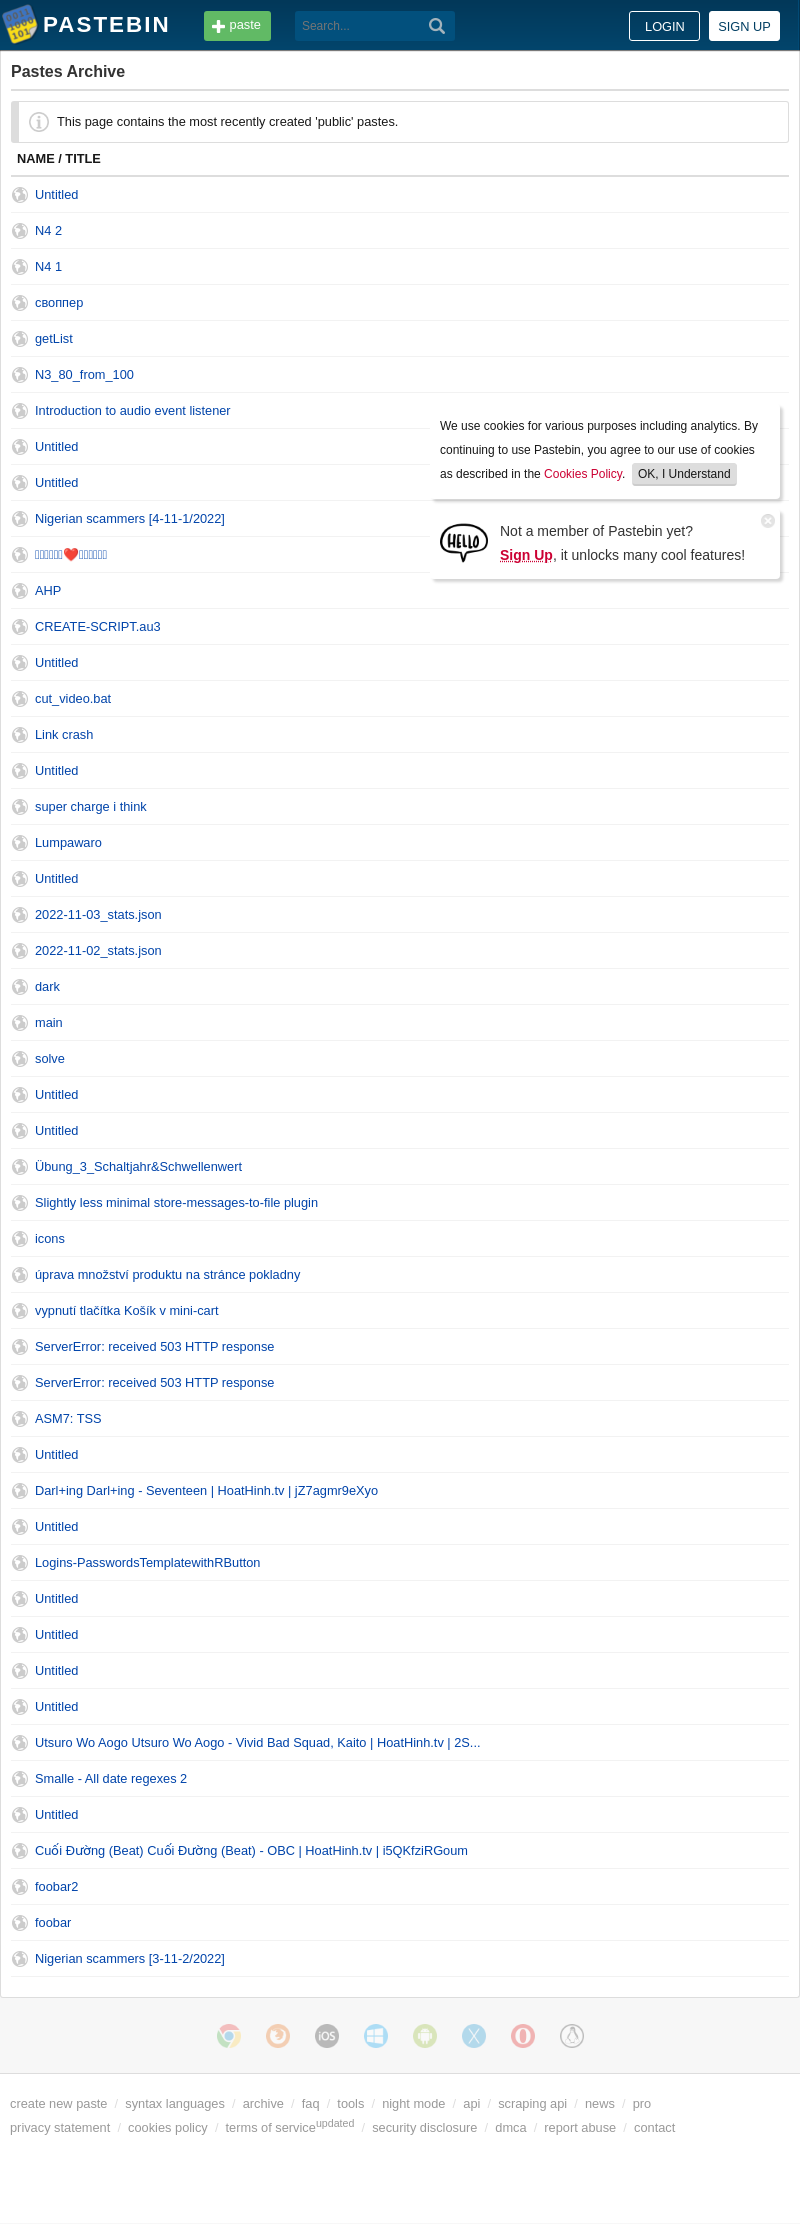 PASTEBIN
paste
Search...
LOGIN
SIGN UP
Pastes Archive
This page contains the most recently created 'public' pastes.
NAME / TITLE
Untitled
N4 2
N4 1
своппер
getList
N3_80_from_100
Introduction to audio event listener
Untitled
Untitled
Nigerian scammers [4-11-1/2022]
❤️
AHP
CREATE-SCRIPT.au3
Untitled
cut_video.bat
Link crash
Untitled
super charge i think
Lumpawaro
Untitled
2022-11-03_stats.json
2022-11-02_stats.json
dark
main
solve
Untitled
Untitled
Übung_3_Schaltjahr&Schwellenwert
Slightly less minimal store-messages-to-file plugin
icons
úprava množství produktu na stránce pokladny
vypnutí tlačítka Košík v mini-cart
ServerError: received 503 HTTP response
ServerError: received 503 HTTP response
ASM7: TSS
Untitled
Darl+ing Darl+ing - Seventeen | HoatHinh.tv | jZ7agmr9eXyo
Untitled
Logins-PasswordsTemplatewithRButton
Untitled
Untitled
Untitled
Untitled
Utsuro Wo Aogo Utsuro Wo Aogo - Vivid Bad Squad, Kaito | HoatHinh.tv | 2S...
Smalle - All date regexes 2
Untitled
Cuối Đường (Beat) Cuối Đường (Beat) - OBC | HoatHinh.tv | i5QKfziRGoum
foobar2
foobar
Nigerian scammers [3-11-2/2022]
We use cookies for various purposes including analytics. By
continuing to use Pastebin, you agree to our use of cookies
as described in the Cookies Policy. OK, I Understand
HELLO
Not a member of Pastebin yet?
Sign Up, it unlocks many cool features!
iOS
create new paste / syntax languages / archive / faq / tools / night mode / api / scraping api / news / pro
privacy statement / cookies policy / terms of service updated / security disclosure / dmca / report abuse / contact